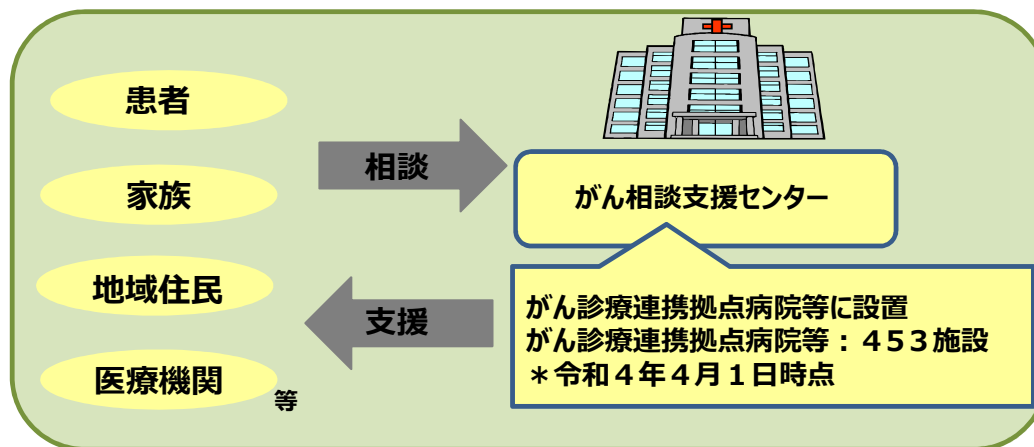 患者
家族
地域住民
医療機関
等
相談
支援
がん相談支援センター
がん診療連携拠点病院等に設置
がん診療連携拠点病院等：４５３施設
＊令和４年４月１日時点